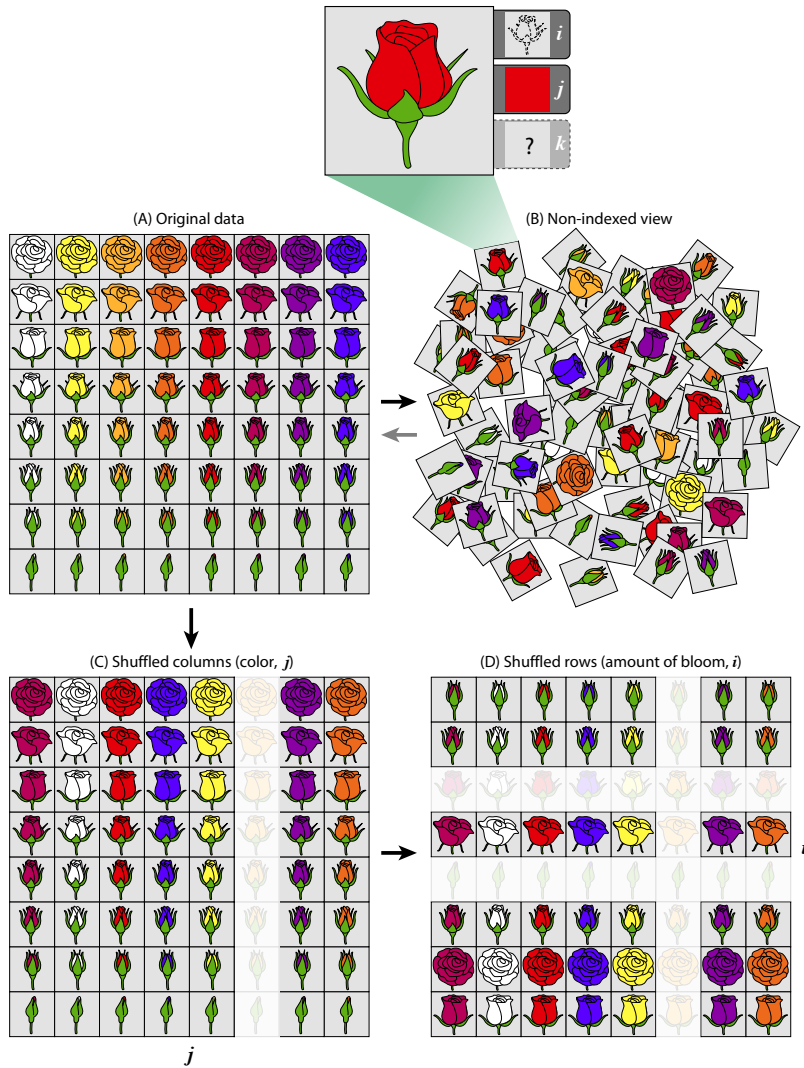 i
j
? k
(A) Original data
(B) Non-indexed view
(C) Shuffled columns (color, j)
(D) Shuffled rows (amount of bloom, i)
i
j